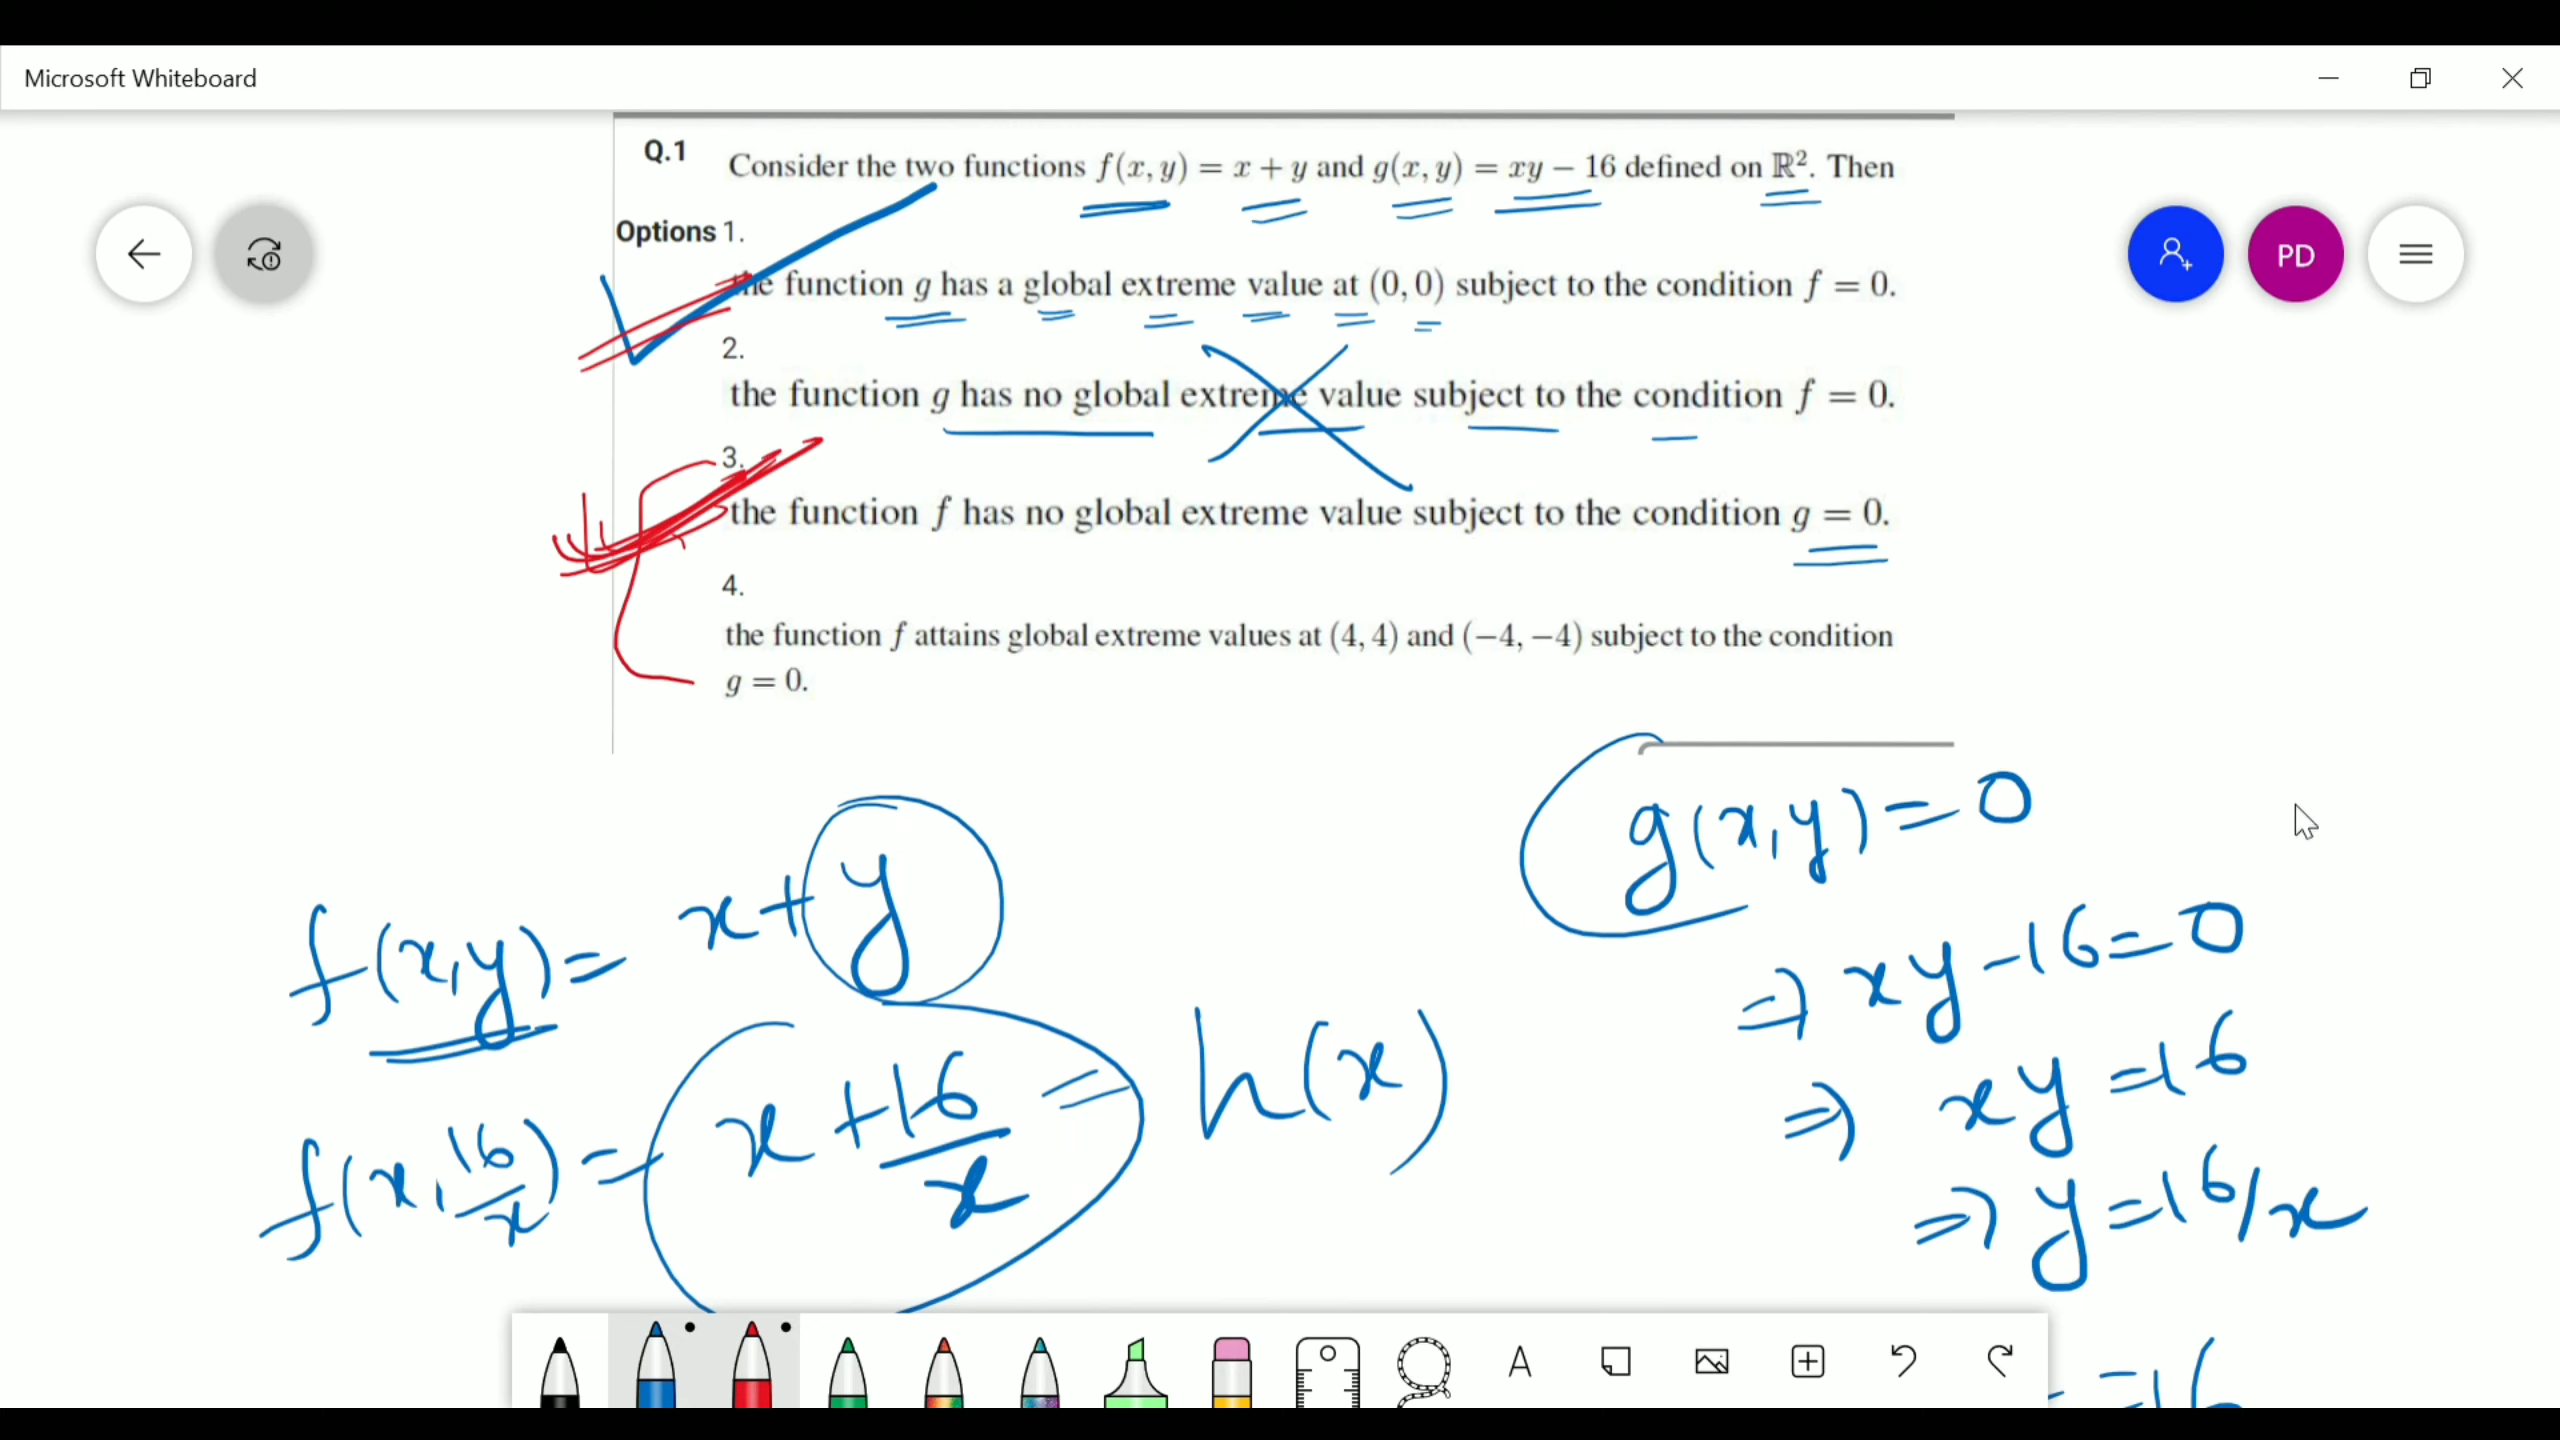 Microsoft Whiteboard
Q.1 Consider the two functions f(x, y) = x + y and g(x, y) = xy − 16 defined on ℝ². Then
Options 1.
the function g has a global extreme value at (0, 0) subject to the condition f = 0.
2.
the function g has no global extreme value subject to the condition f = 0.
3.
the function f has no global extreme value subject to the condition g = 0.
4.
the function f attains global extreme values at (4, 4) and (−4, −4) subject to the condition
g = 0.
PD
g(x,y)=0
f(x,y)= x+y
⇒ xy-16=0
⇒ xy=16
f(x,16/x)= x+16/x = h(x)
⇒ y=16/x
=16
A